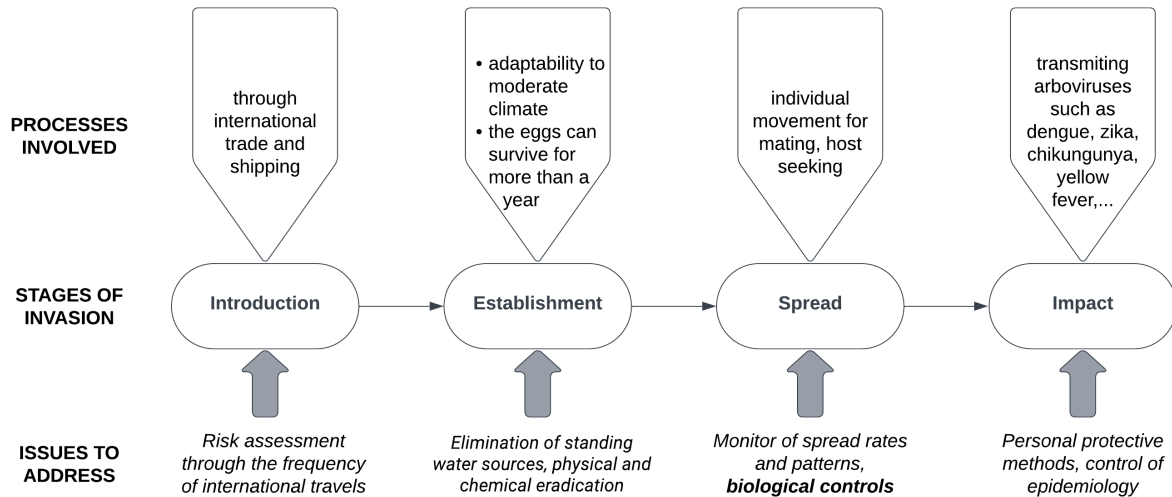 PROCESSES
INVOLVED
through
international
trade and
shipping
• adaptability to
moderate
climate
• the eggs can
survive for
more than a
year
individual
movement for
mating, host
seeking
transmiting
arboviruses
such as
dengue, zika,
chikungunya,
yellow
fever,...
STAGES OF
INVASION
Introduction
Establishment
Spread
Impact
ISSUES TO
ADDRESS
Risk assessment
through the frequency
of international travels
Elimination of standing
water sources, physical and
chemical eradication
Monitor of spread rates
and patterns,
biological controls
Personal protective
methods, control of
epidemiology